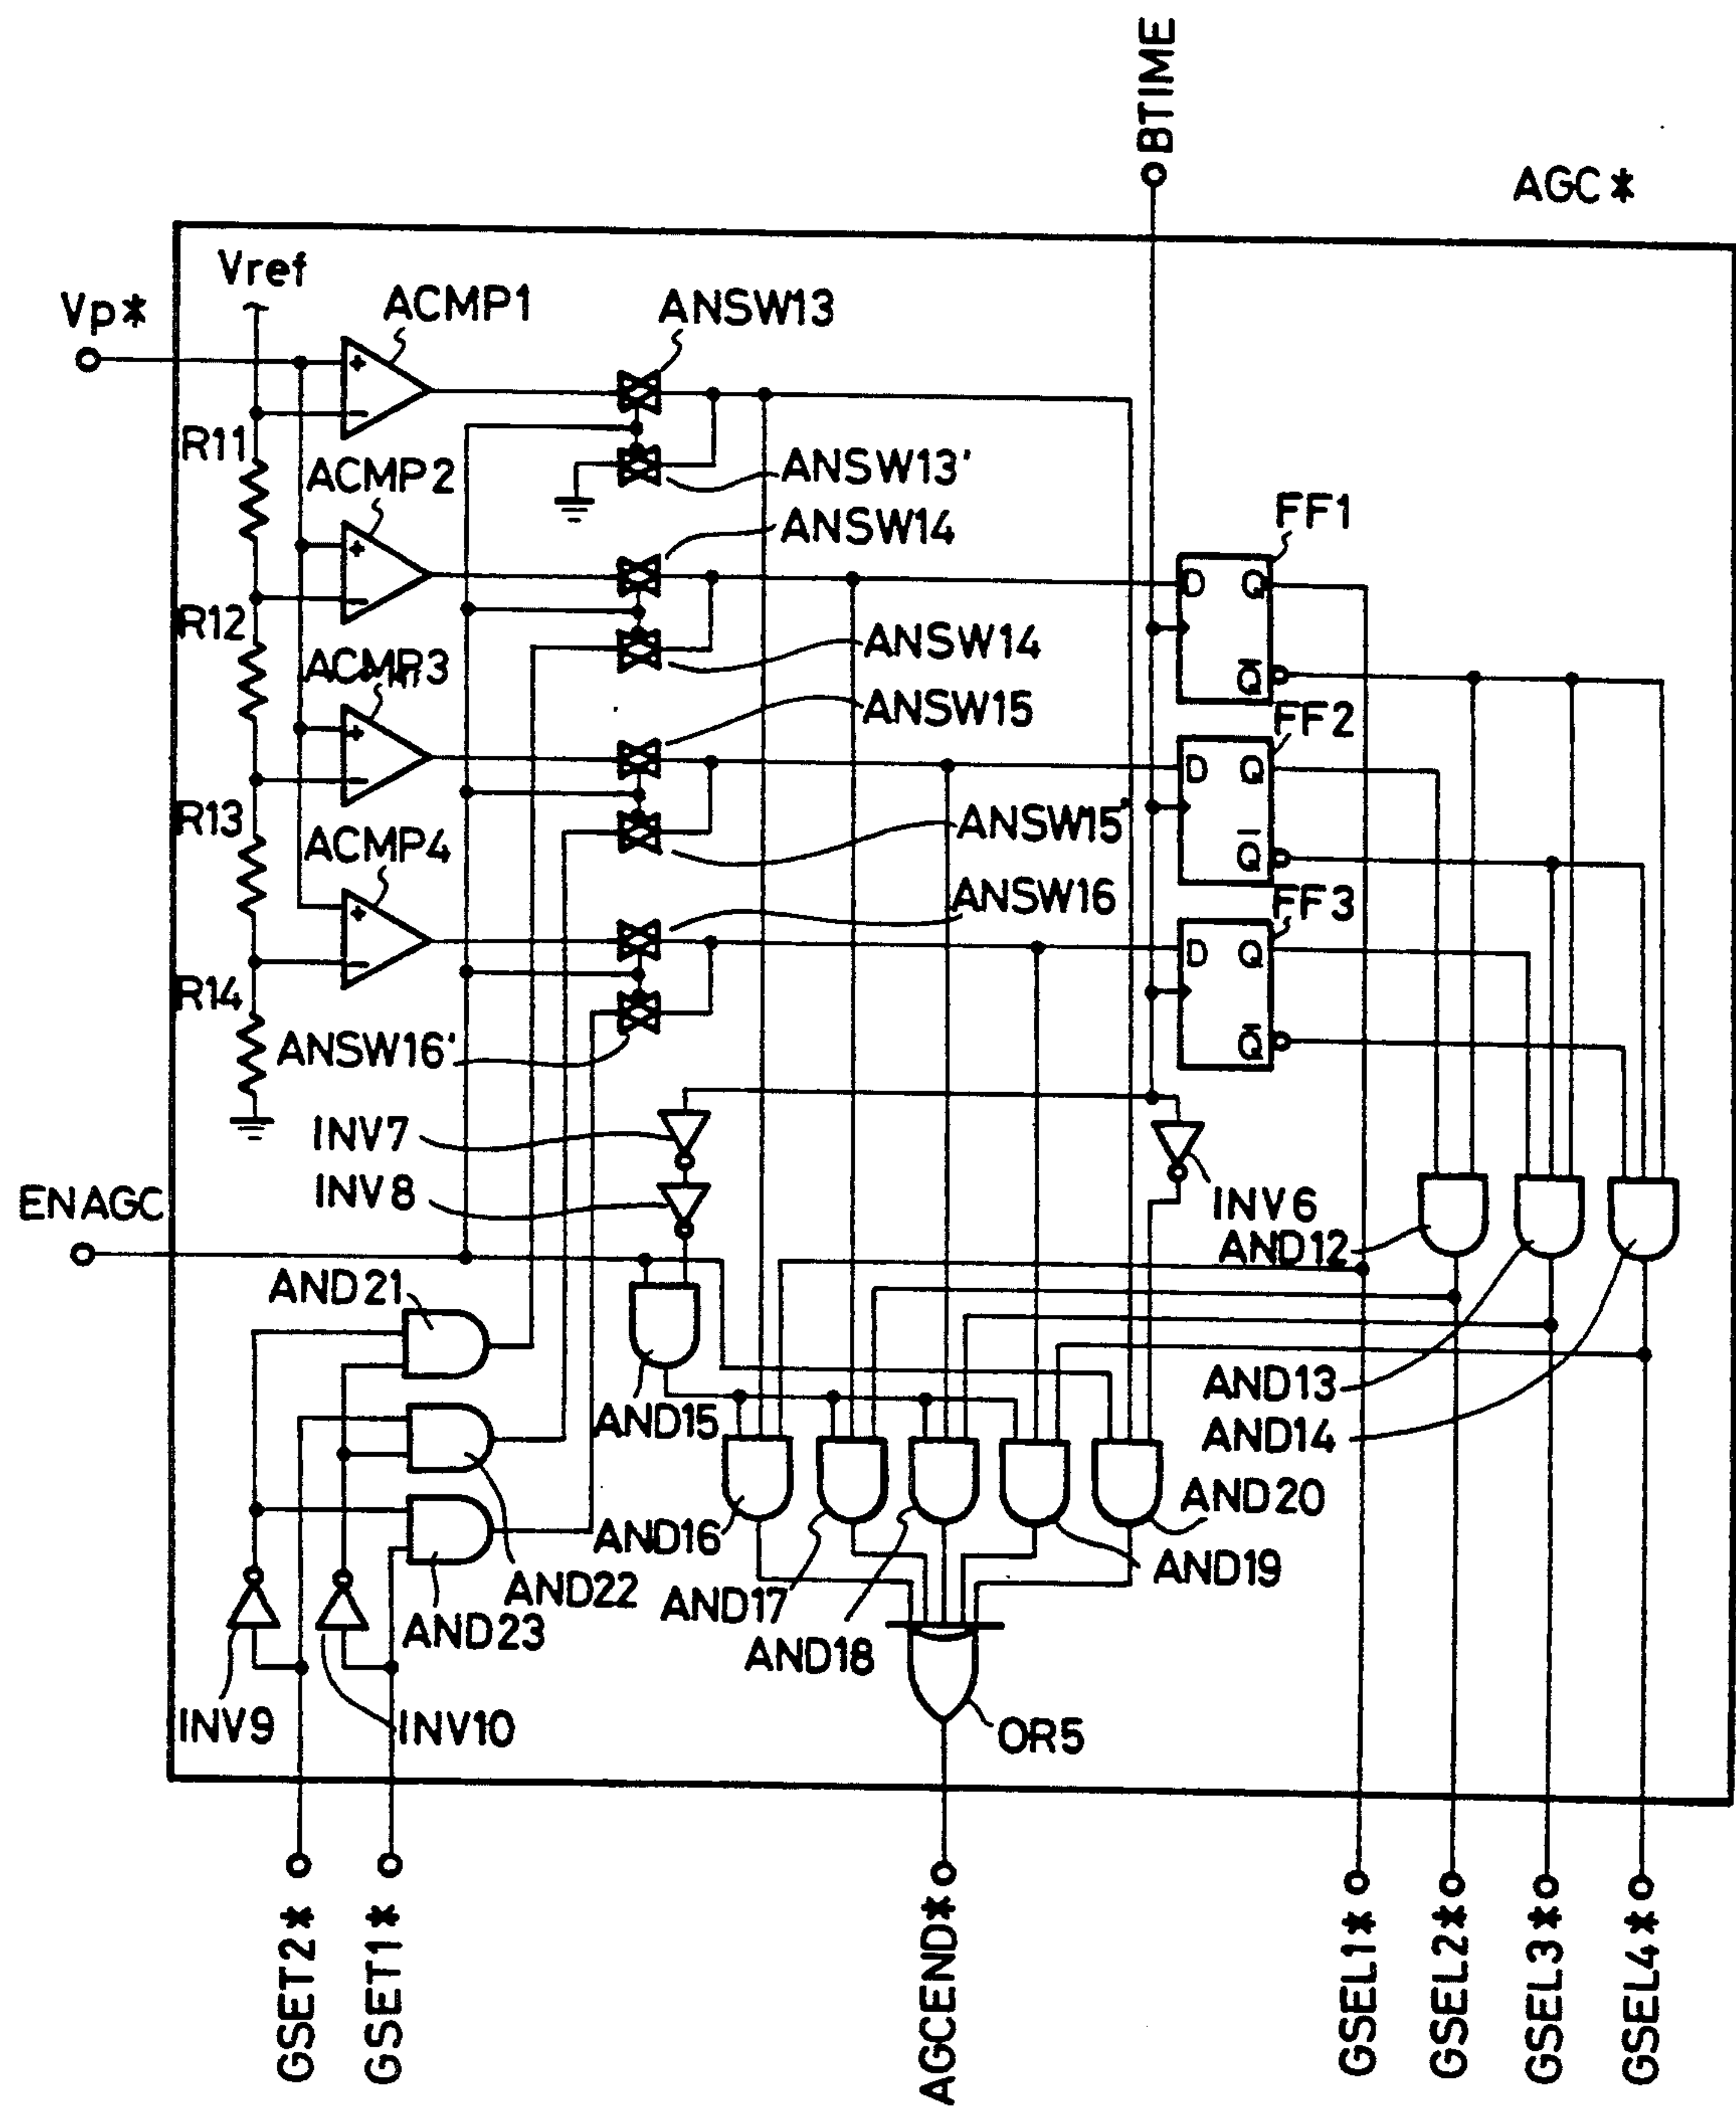 BTIME
AGC*
Vref
Vp*
ACMP1
ANSW13
+
−
R11
ACMP2
ANSW13'
ANSW14
FF1
+
−
D Q
R12
ACMP3
ANSW14
Q̅
ANSW15
FF2
+
−
D Q
R13
ACMP4
ANSW15'
Q̅
ANSW16
FF3
+
−
D Q
R14
ANSW16'
Q̅
INV7
INV8
ENAGC
INV6
AND12
AND21
AND13
AND15
AND14
AND20
AND16
AND19
AND22
AND17
AND23
AND18
INV9
INV10
OR5
GSET2*
GSET1*
AGCEND*
GSEL1*
GSEL2*
GSEL3*
GSEL4*